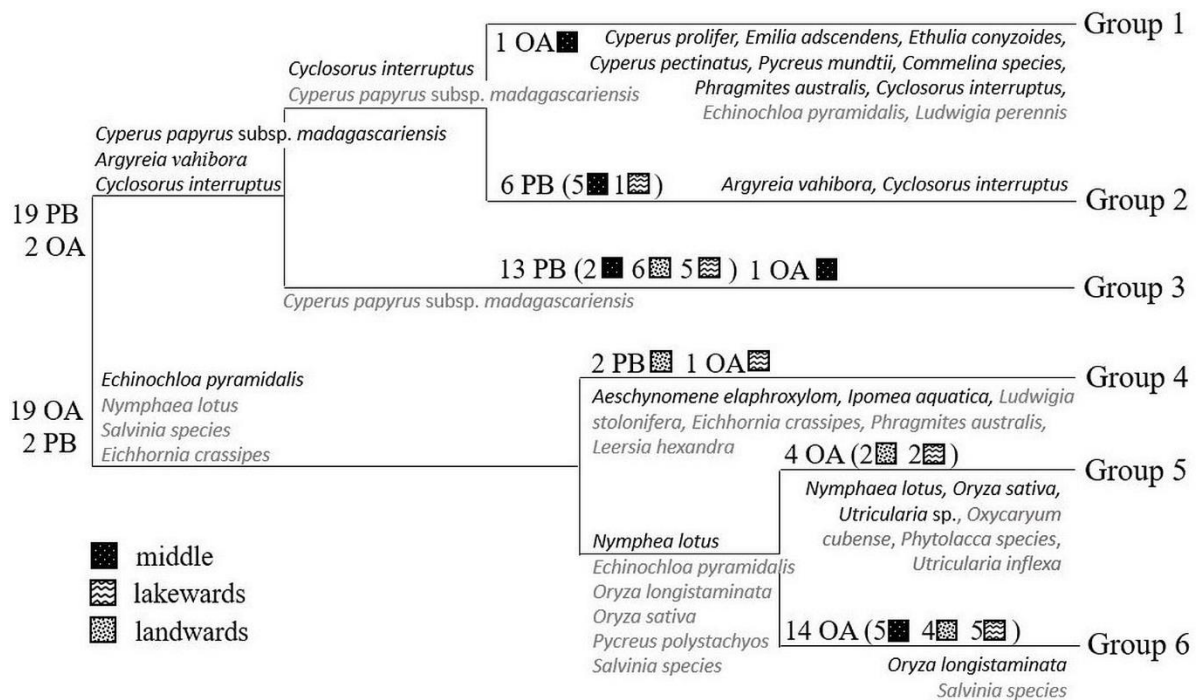 Group 1
1 OA
Cyperus prolifer, Emilia adscendens, Ethulia conyzoides,
Cyperus pectinatus, Pycreus mundtii, Commelina species,
Phragmites australis, Cyclosorus interruptus,
Echinochloa pyramidalis, Ludwigia perennis
Cyclosorus interruptus
Cyperus papyrus subsp. madagascariensis
Cyperus papyrus subsp. madagascariensis
Argyreia vahibora
Cyclosorus interruptus
19 PB
2 OA
6 PB (5 1 )
Argyreia vahibora, Cyclosorus interruptus
Group 2
13 PB (2 6 5 ) 1 OA
Group 3
Cyperus papyrus subsp. madagascariensis
19 OA
2 PB
Echinochloa pyramidalis
Nymphaea lotus
Salvinia species
Eichhornia crassipes
2 PB 1 OA
Group 4
Aeschynomene elaphroxylom, Ipomea aquatica, Ludwigia
stolonifera, Eichhornia crassipes, Phragmites australis,
Leersia hexandra
4 OA (2 2 )
Group 5
Nymphaea lotus, Oryza sativa,
Utricularia sp., Oxycaryum
cubense, Phytolacca species,
Utricularia inflexa
Nymphea lotus
Echinochloa pyramidalis
Oryza longistaminata
Oryza sativa
Pycreus polystachyos
Salvinia species
14 OA (5 4 5 )
Group 6
Oryza longistaminata
Salvinia species
middle
lakewards
landwards